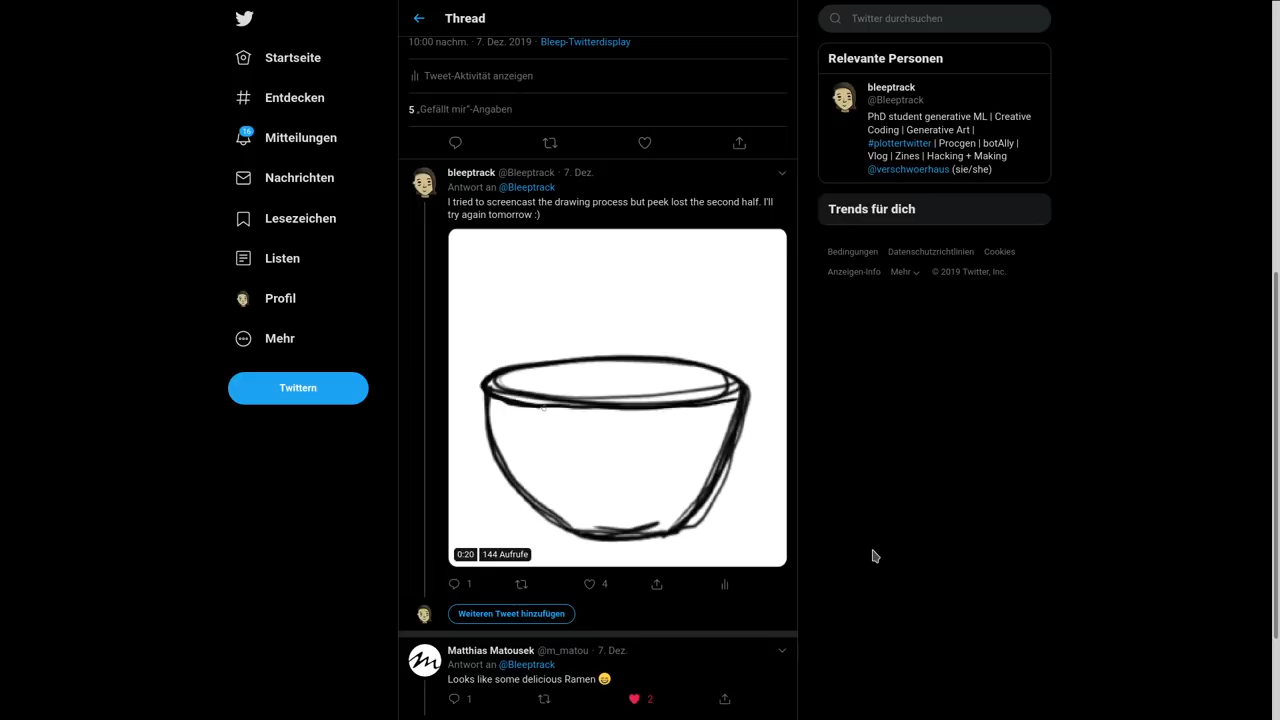 Thread
Twitter durchsuchen
Startseite
Entdecken
16
Mitteilungen
Nachrichten
Lesezeichen
Listen
Profil
Mehr
Twittern
10:00 nachm. · 7. Dez. 2019 · Bleep-Twitterdisplay
Tweet-Aktivität anzeigen
5 „Gefällt mir“-Angaben
bleeptrack @Bleeptrack · 7. Dez.
Antwort an @Bleeptrack
I tried to screencast the drawing process but peek lost the second half. I'll
try again tomorrow :)
0:20 144 Aufrufe
1 4
Weiteren Tweet hinzufügen
Matthias Matousek @m_matou · 7. Dez.
Antwort an @Bleeptrack
Looks like some delicious Ramen 😄
1 2
Relevante Personen
bleeptrack
@Bleeptrack
PhD student generative ML | Creative
Coding | Generative Art |
#plottertwitter | Procgen | botAlly |
Vlog | Zines | Hacking + Making
@verschwoerhaus (sie/she)
Trends für dich
Bedingungen Datenschutzrichtlinien Cookies
Anzeigen-Info Mehr © 2019 Twitter, Inc.